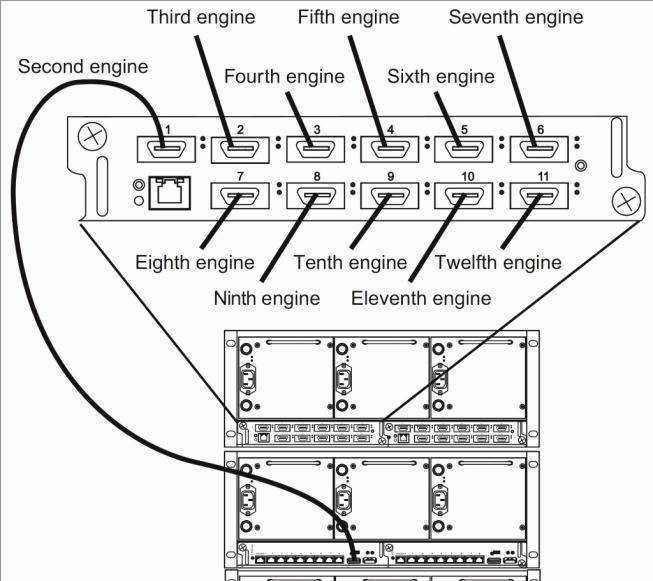 Third engine
Fifth engine
Seventh engine
Second engine
Fourth engine
Sixth engine
1 2 3 4 5 6
7 8 9 10 11
Eighth engine
Tenth engine
Twelfth engine
Ninth engine
Eleventh engine